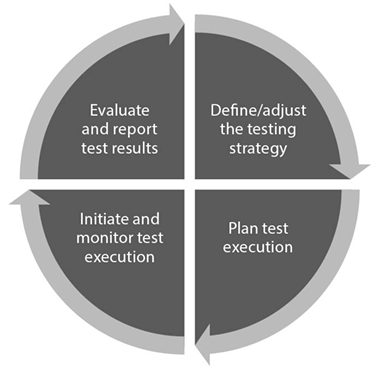 Evaluate
and report
test results
Define/adjust
the testing
strategy
Initiate and
monitor test
execution
Plan test
execution